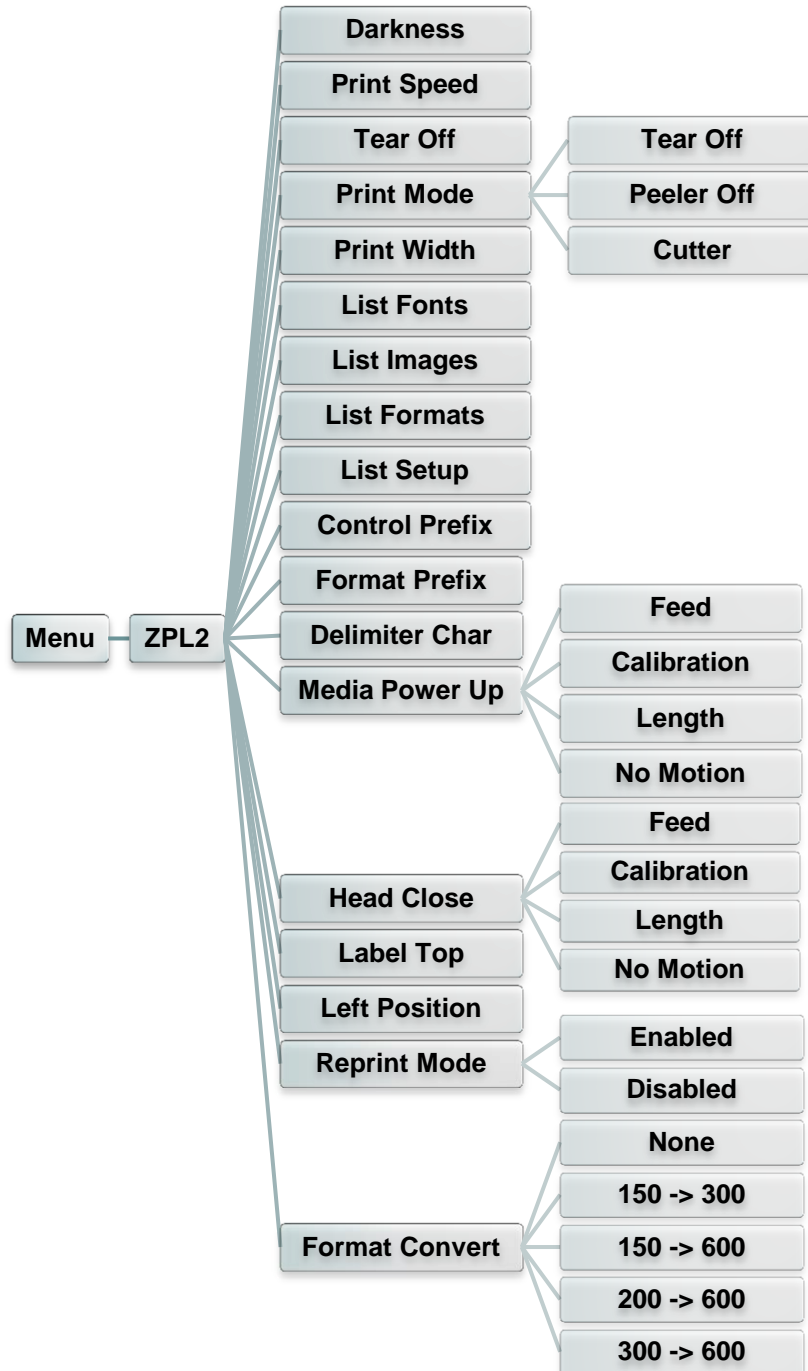 Menu
ZPL2
Darkness
Print Speed
Tear Off
Print Mode
Tear Off
Peeler Off
Cutter
Print Width
List Fonts
List Images
List Formats
List Setup
Control Prefix
Format Prefix
Delimiter Char
Media Power Up
Feed
Calibration
Length
No Motion
Head Close
Feed
Calibration
Length
No Motion
Label Top
Left Position
Reprint Mode
Enabled
Disabled
Format Convert
None
150 -> 300
150 -> 600
200 -> 600
300 -> 600